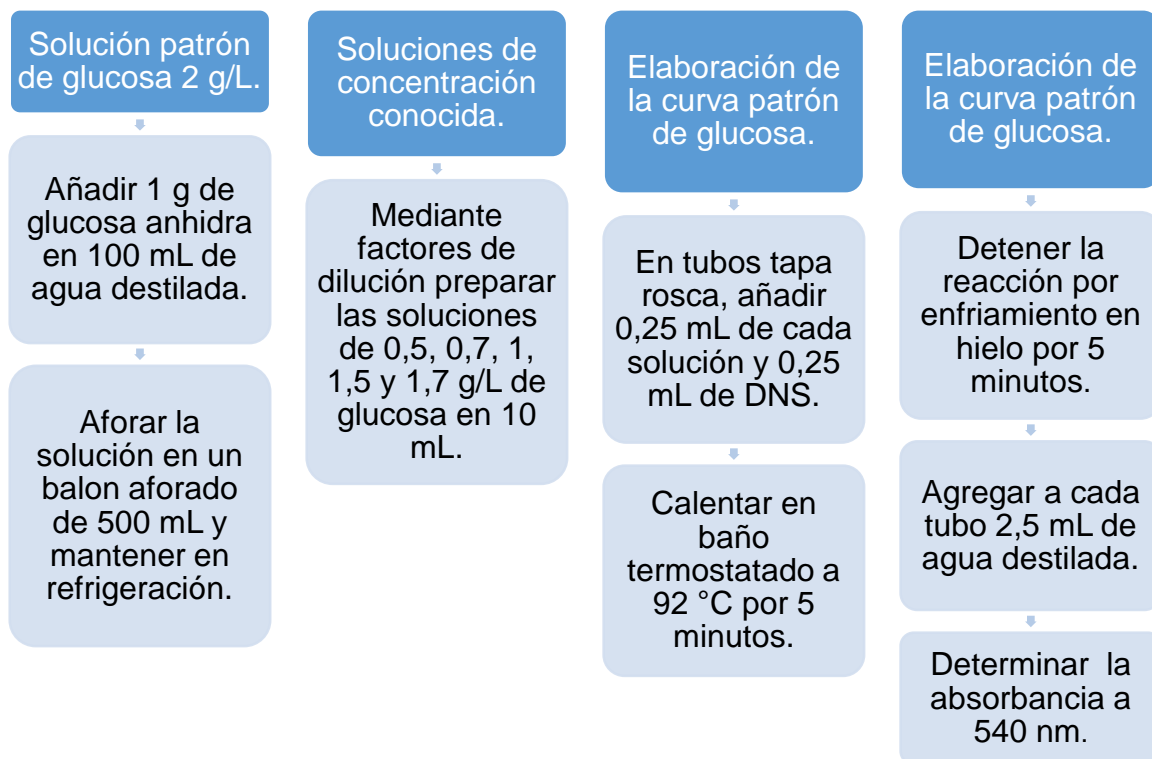 Solución patrón
de glucosa 2 g/L.
Añadir 1 g de
glucosa anhidra
en 100 mL de
agua destilada.
Aforar la
solución en un
balon aforado
de 500 mL y
mantener en
refrigeración.
Soluciones de
concentración
conocida.
Mediante
factores de
dilución preparar
las soluciones
de 0,5, 0,7, 1,
1,5 y 1,7 g/L de
glucosa en 10
mL.
Elaboración de
la curva patrón
de glucosa.
En tubos tapa
rosca, añadir
0,25 mL de cada
solución y 0,25
mL de DNS.
Calentar en
baño
termostatado a
92 °C por 5
minutos.
Elaboración de
la curva patrón
de glucosa.
Detener la
reacción por
enfriamiento en
hielo por 5
minutos.
Agregar a cada
tubo 2,5 mL de
agua destilada.
Determinar la
absorbancia a
540 nm.